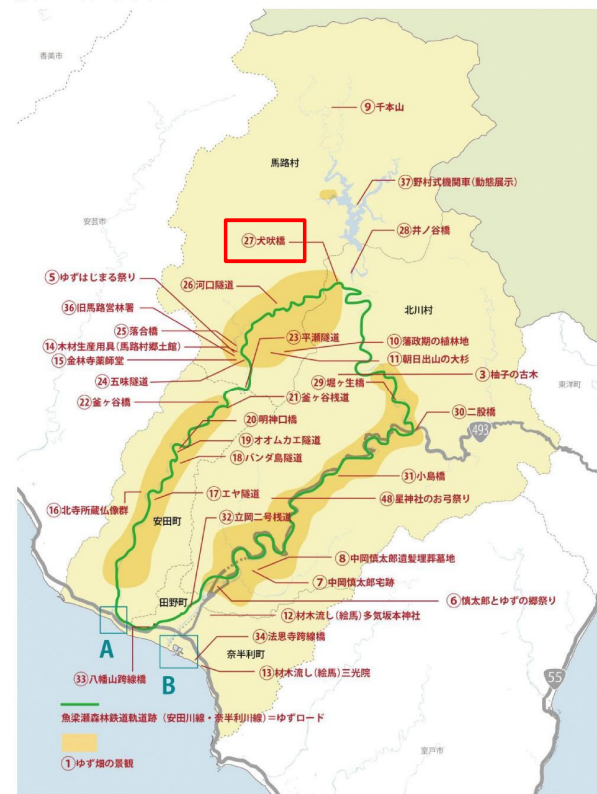 香美市
⑨千本山
馬路村
㊲野村式機関車(動態展示)
㉗犬吠橋
㉘井ノ谷橋
安芸市
⑤ゆずはじまる祭り
㉖河口隧道
㊱旧馬路営林署
北川村
㉕落合橋
㉓平瀬隧道
⑩藩政期の植林地
⑭木材生産用具(馬路村郷土館)
⑮金林寺薬師堂
⑪朝日出山の大杉
③柚子の古木
東洋町
㉔五味隧道
㉙堀ヶ生橋
㉒釜ヶ谷橋
㉑釜ヶ谷桟道
㉚二股橋
⑳明神口橋
493
⑲オオムカエ隧道
⑱バンダ島隧道
㉛小島橋
⑰エヤ隧道
㊽星神社のお弓祭り
⑯北寺所蔵仏像群
安田町
㉜立岡二号桟道
⑧中岡慎太郎遺髪埋葬墓地
⑦中岡慎太郎宅跡
田野町
⑥慎太郎とゆずの郷祭り
⑫材木流し(絵馬)多気坂本神社
A
㉞法恩寺跨線橋
B
奈半利町
⑬材木流し(絵馬)三光院
㉝八幡山跨線橋
55
魚梁瀬森林鉄道軌道跡(安田川線・奈半利川線)=ゆずロード
室戸市
①ゆず畑の景観